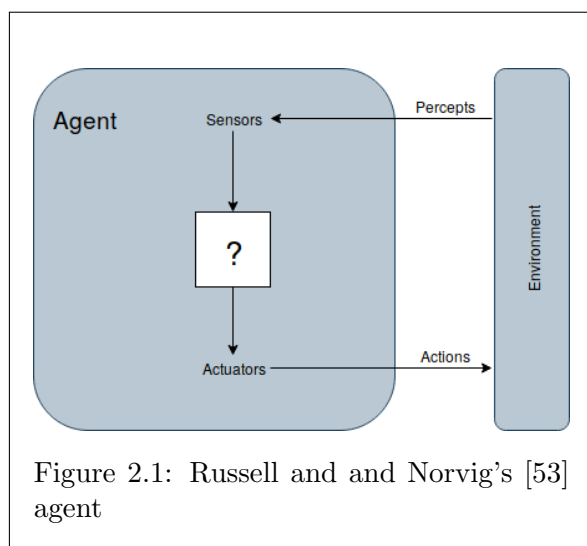 Percepts
Agent
Sensors
?
Environment
Actions
Actuators
Figure 2.1: Russell and and Norvig's [53]
agent